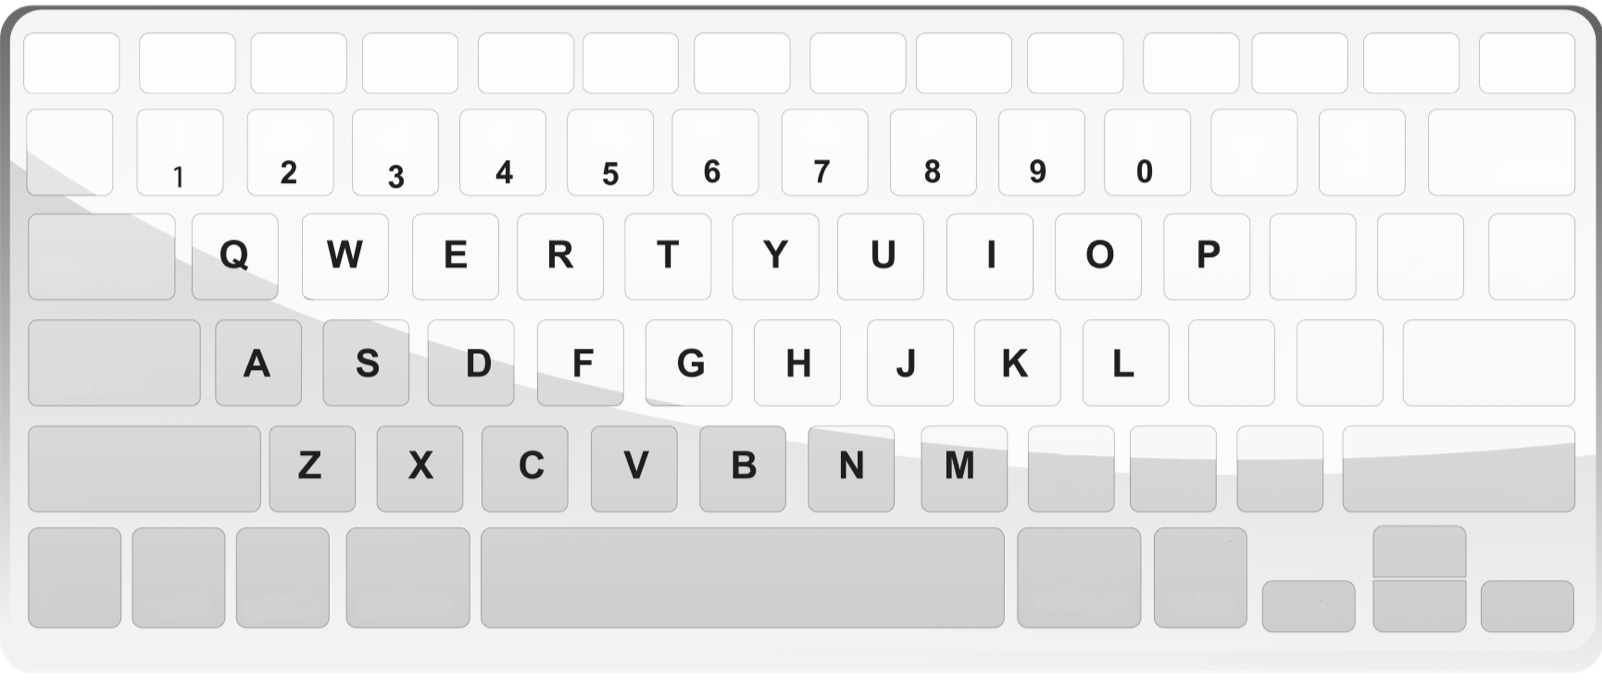 1 2 3 4 5 6 7 8 9 0
Q W E R T Y U I O P
A S D F G H J K L
Z X C V B N M